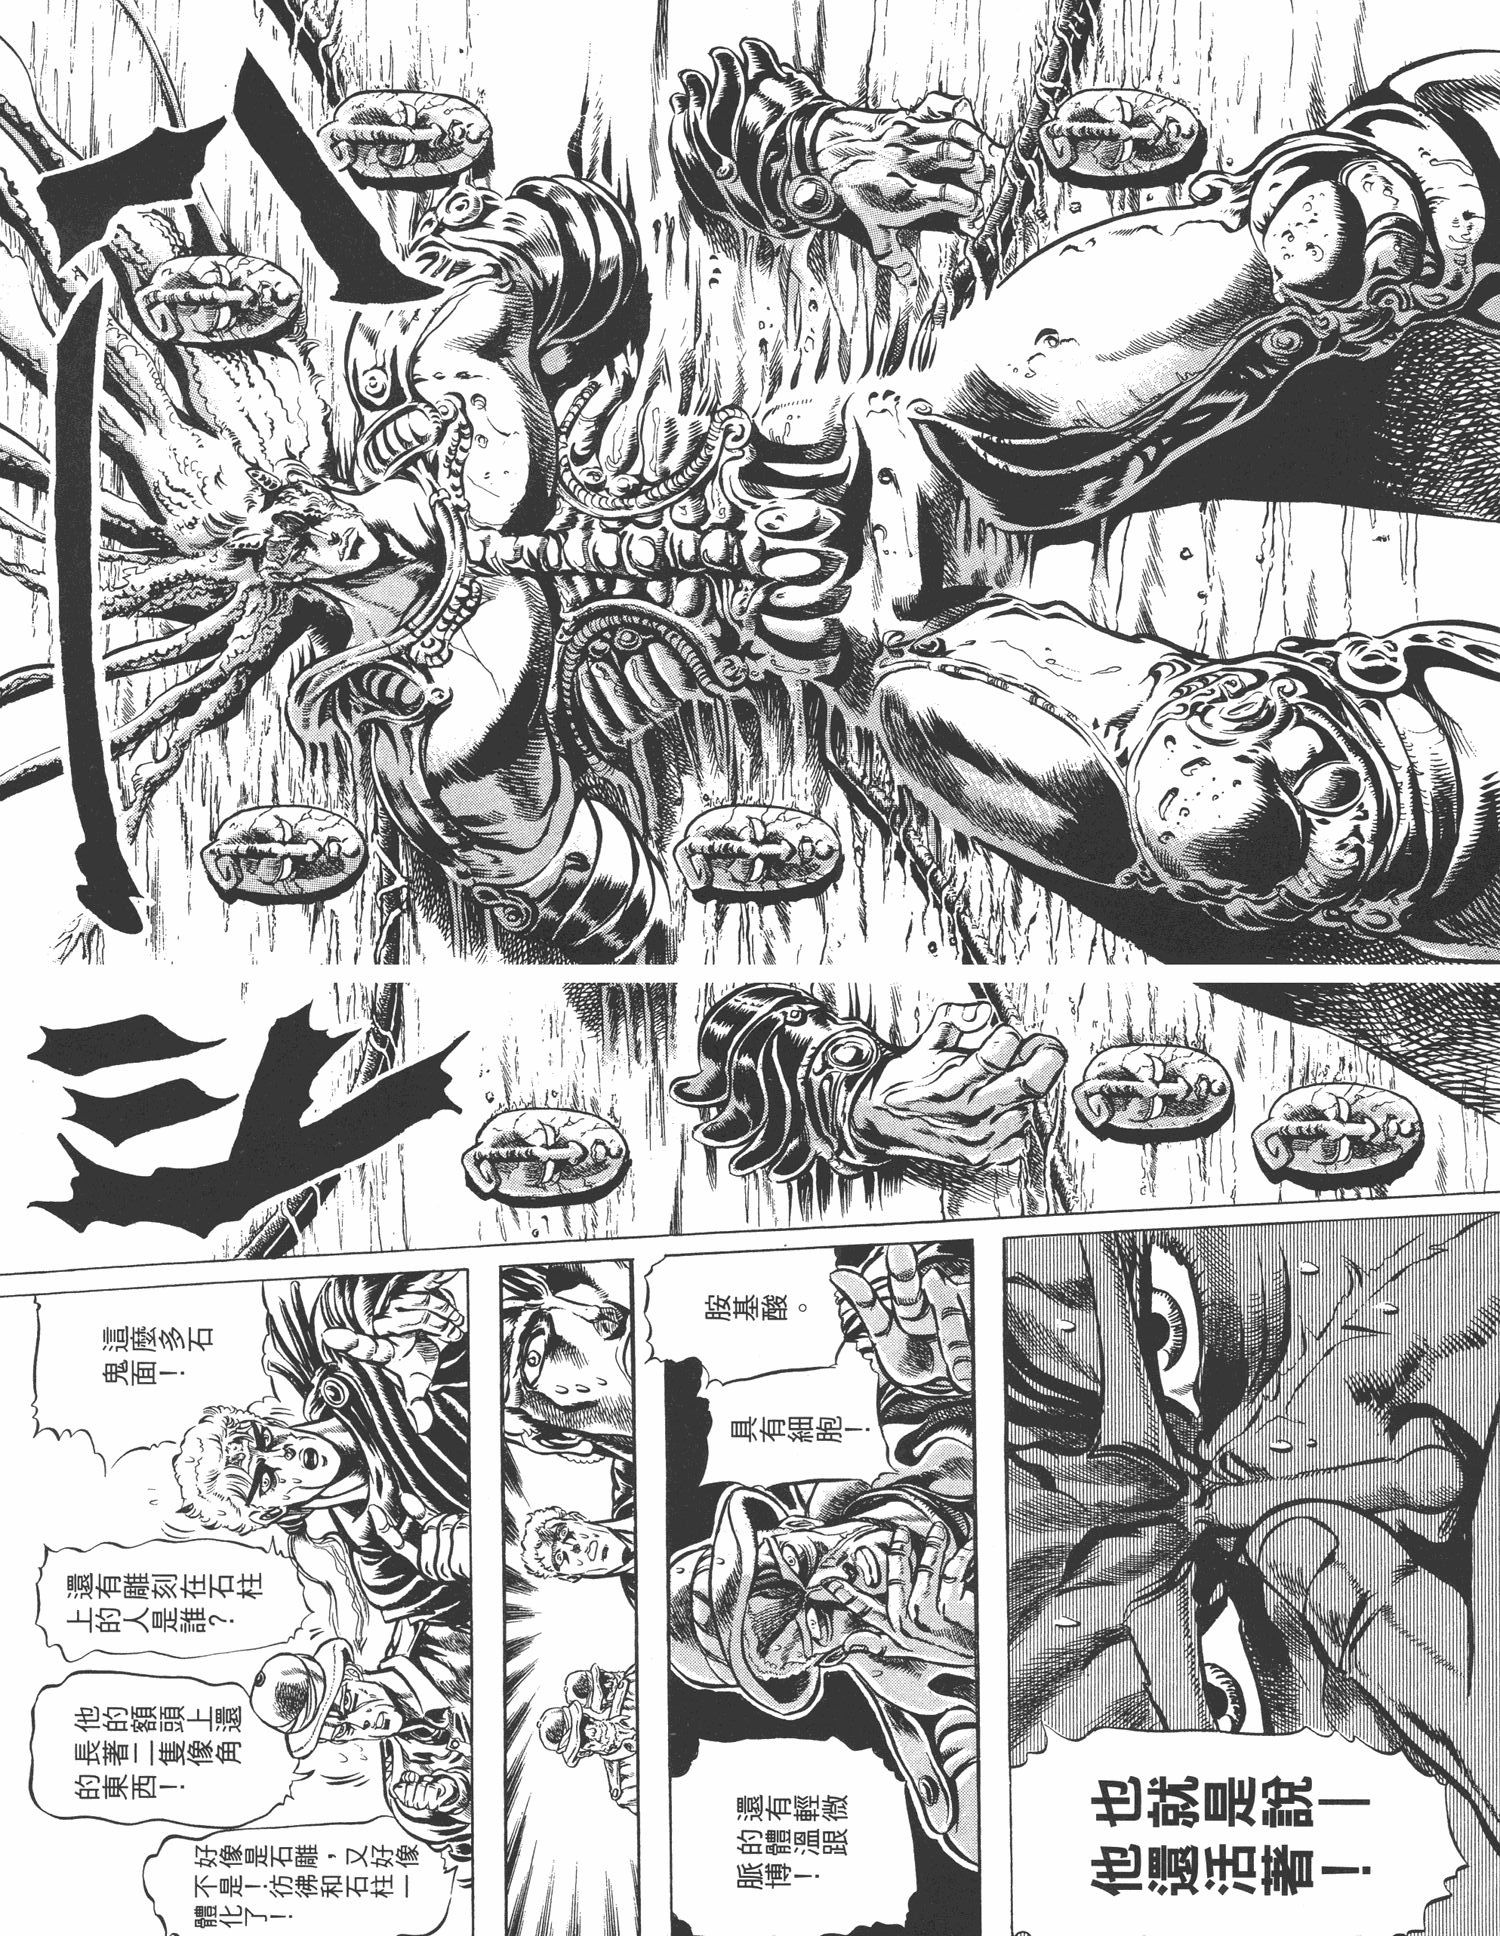 這麼多石
鬼面!
還有雕刻在石柱
上的人是誰?
他的額頭上還
長著一隻像角
的東西!
好像是石雕,又好像
不是!彷彿和石柱一
體化了!
胺基酸。
具有細胞!
還有輕微
的體溫跟
脈博!
也就是說—
他還活著!